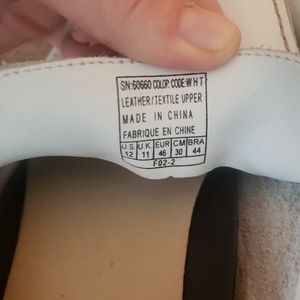 SN:60660 COLOR CODE:WHT
LEATHER/TEXTILE UPPER
MADE IN CHINA
FABRIQUE EN CHINE
U.S. U.K. EUR CM BRA
12 11 46 30 44
F02-2